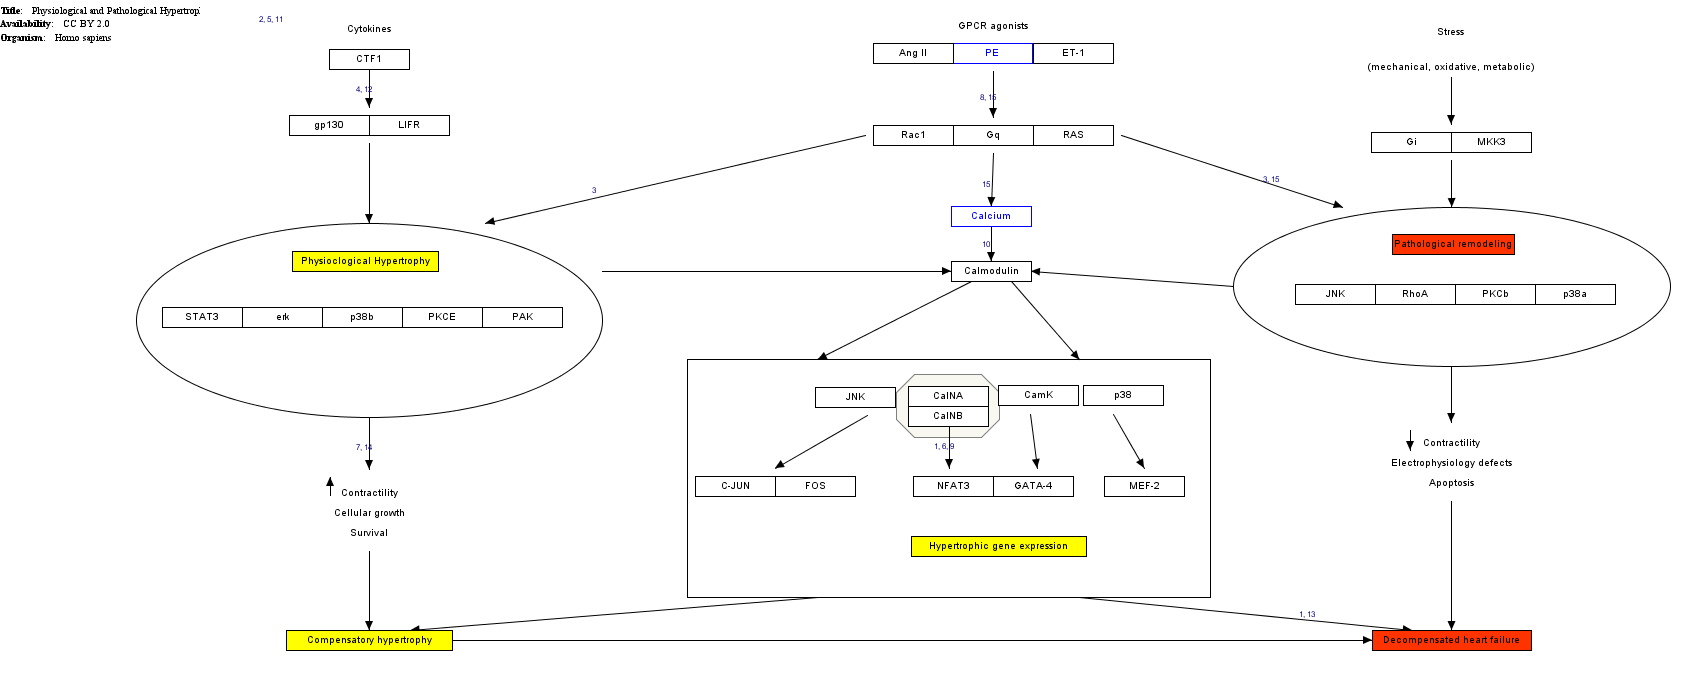 Title: Physiological and Pathological Hypertrop
Availability: CC BY 2.0
Organism: Homo sapiens
2, 5, 11
Cytokines
GPCR agonists
Stress
(mechanical, oxidative, metabolic)
CTF1
Ang II PE ET-1
4, 12
8, 15
gp130 LIFR
Rac1 Gq RAS
Gi MKK3
3
15
3, 15
Calcium
10
Calmodulin
Physioclogical Hypertrophy
STAT3 erk p38b PKCE PAK
Pathological remodeling
JNK RhoA PKCb p38a
JNK CalNA CamK p38
CalNB
1, 6, 9
C-JUN FOS NFAT3 GATA-4 MEF-2
Hypertrophic gene expression
7, 14
Contractility
Cellular growth
Survival
Contractility
Electrophysiology defects
Apoptosis
1, 13
Compensatory hypertrophy
Decompensated heart failure